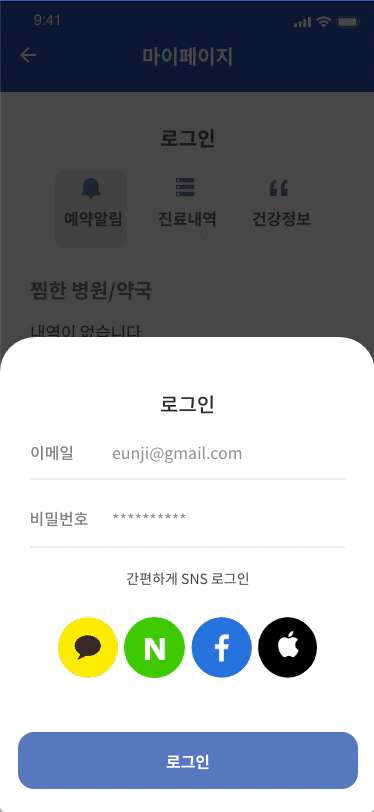 9:41
마이페이지
로그인
예약알림 진료내역 건강정보
찜한 병원/약국
내역이 없습니다
로그인
이메일 eunji@gmail.com
비밀번호 **********
간편하게 SNS 로그인
N f
로그인